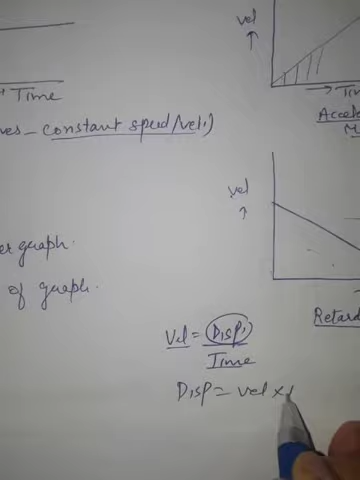 vel
Time
Time
ves - constant speed/vel.)
Accele
vel
er graph.
of graph.
Retard
Vel = Disp.
Time
Disp = vel ×